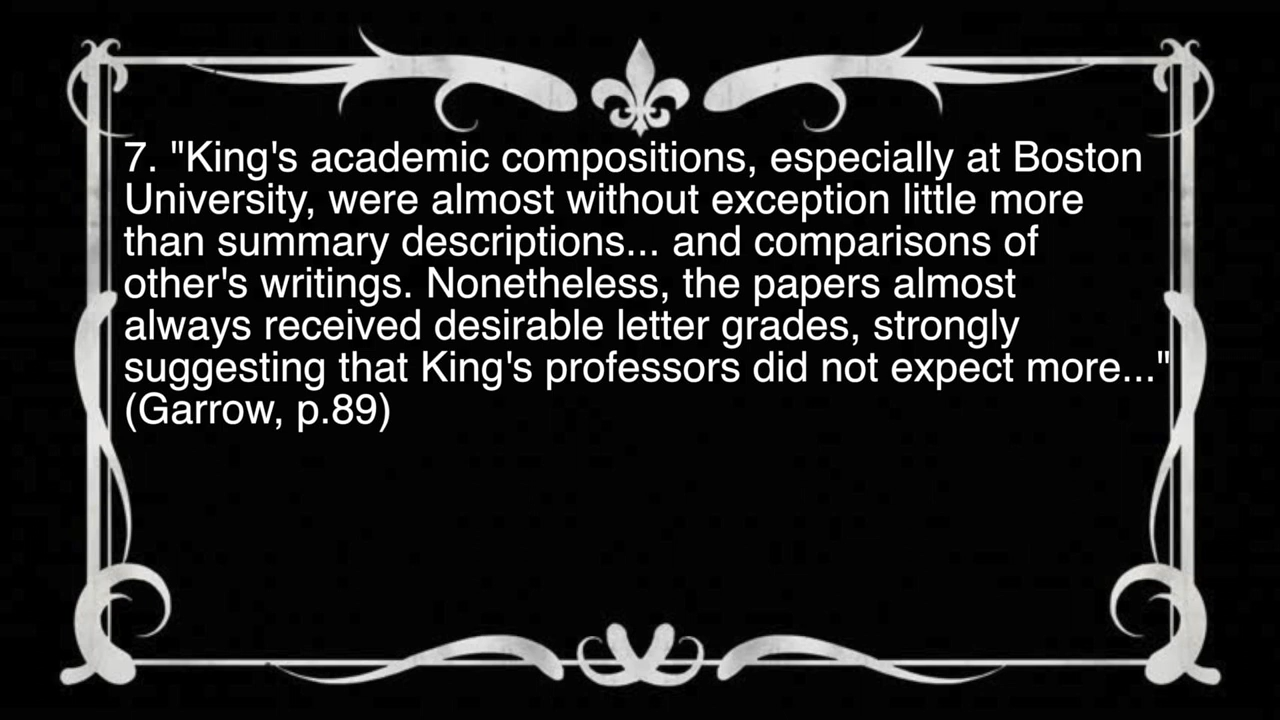 7. "King's academic compositions, especially at Boston
University, were almost without exception little more
than summary descriptions... and comparisons of
other's writings. Nonetheless, the papers almost
always received desirable letter grades, strongly
suggesting that King's professors did not expect more..."
(Garrow, p.89)